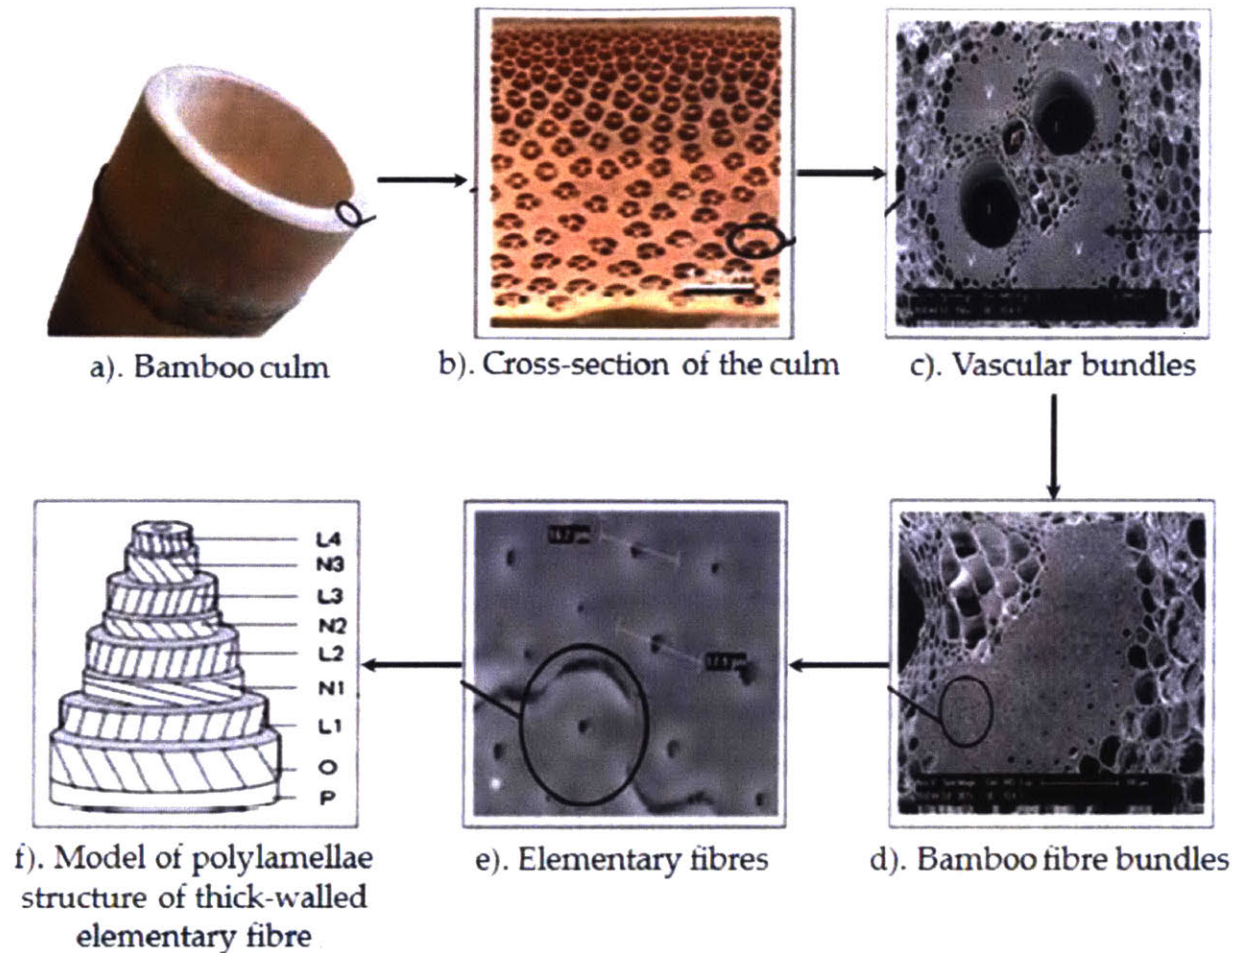 a). Bamboo culm
b). Cross-section of the culm
c). Vascular bundles
L4
N3
L3
N2
L2
N1
L1
O
P
f). Model of polylamellae
structure of thick-walled
elementary fibre
e). Elementary fibres
d). Bamboo fibre bundles
V
V